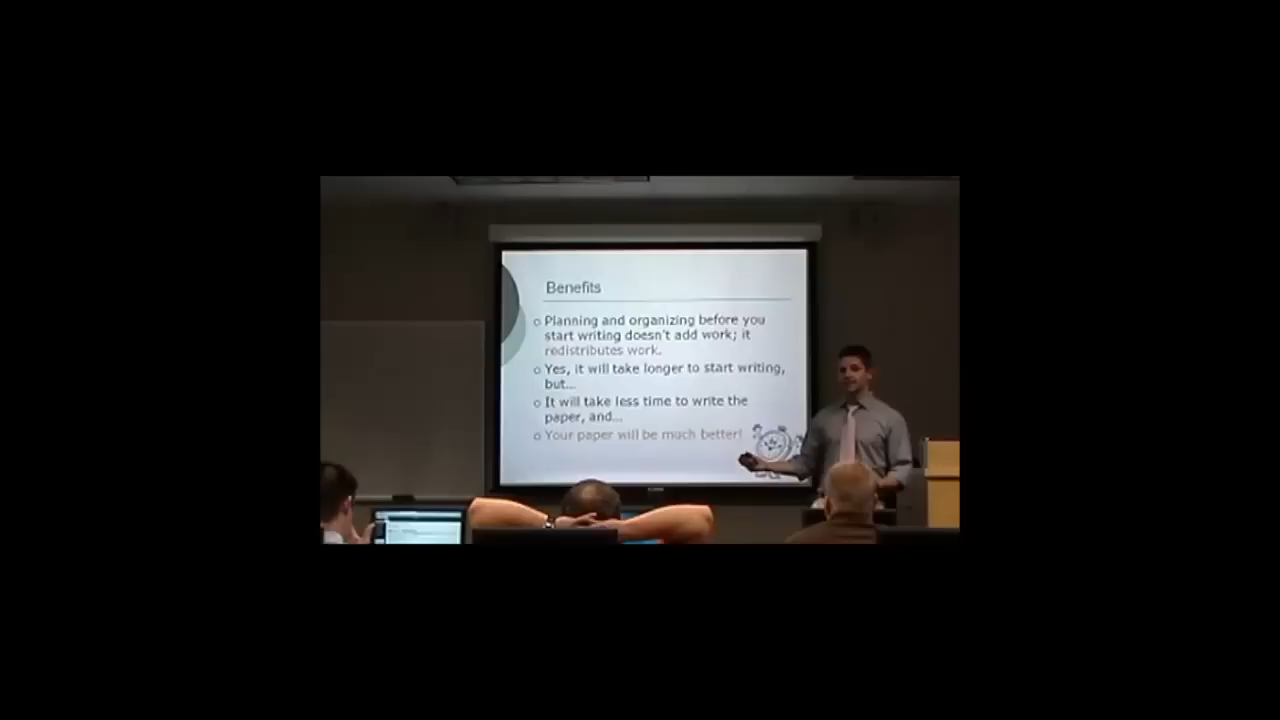 Benefits
Planning and organizing before you
start writing doesn't add work; it
redistributes work.
Yes, it will take longer to start writing,
but...
It will take less time to write the
paper, and...
Your paper will be much better!